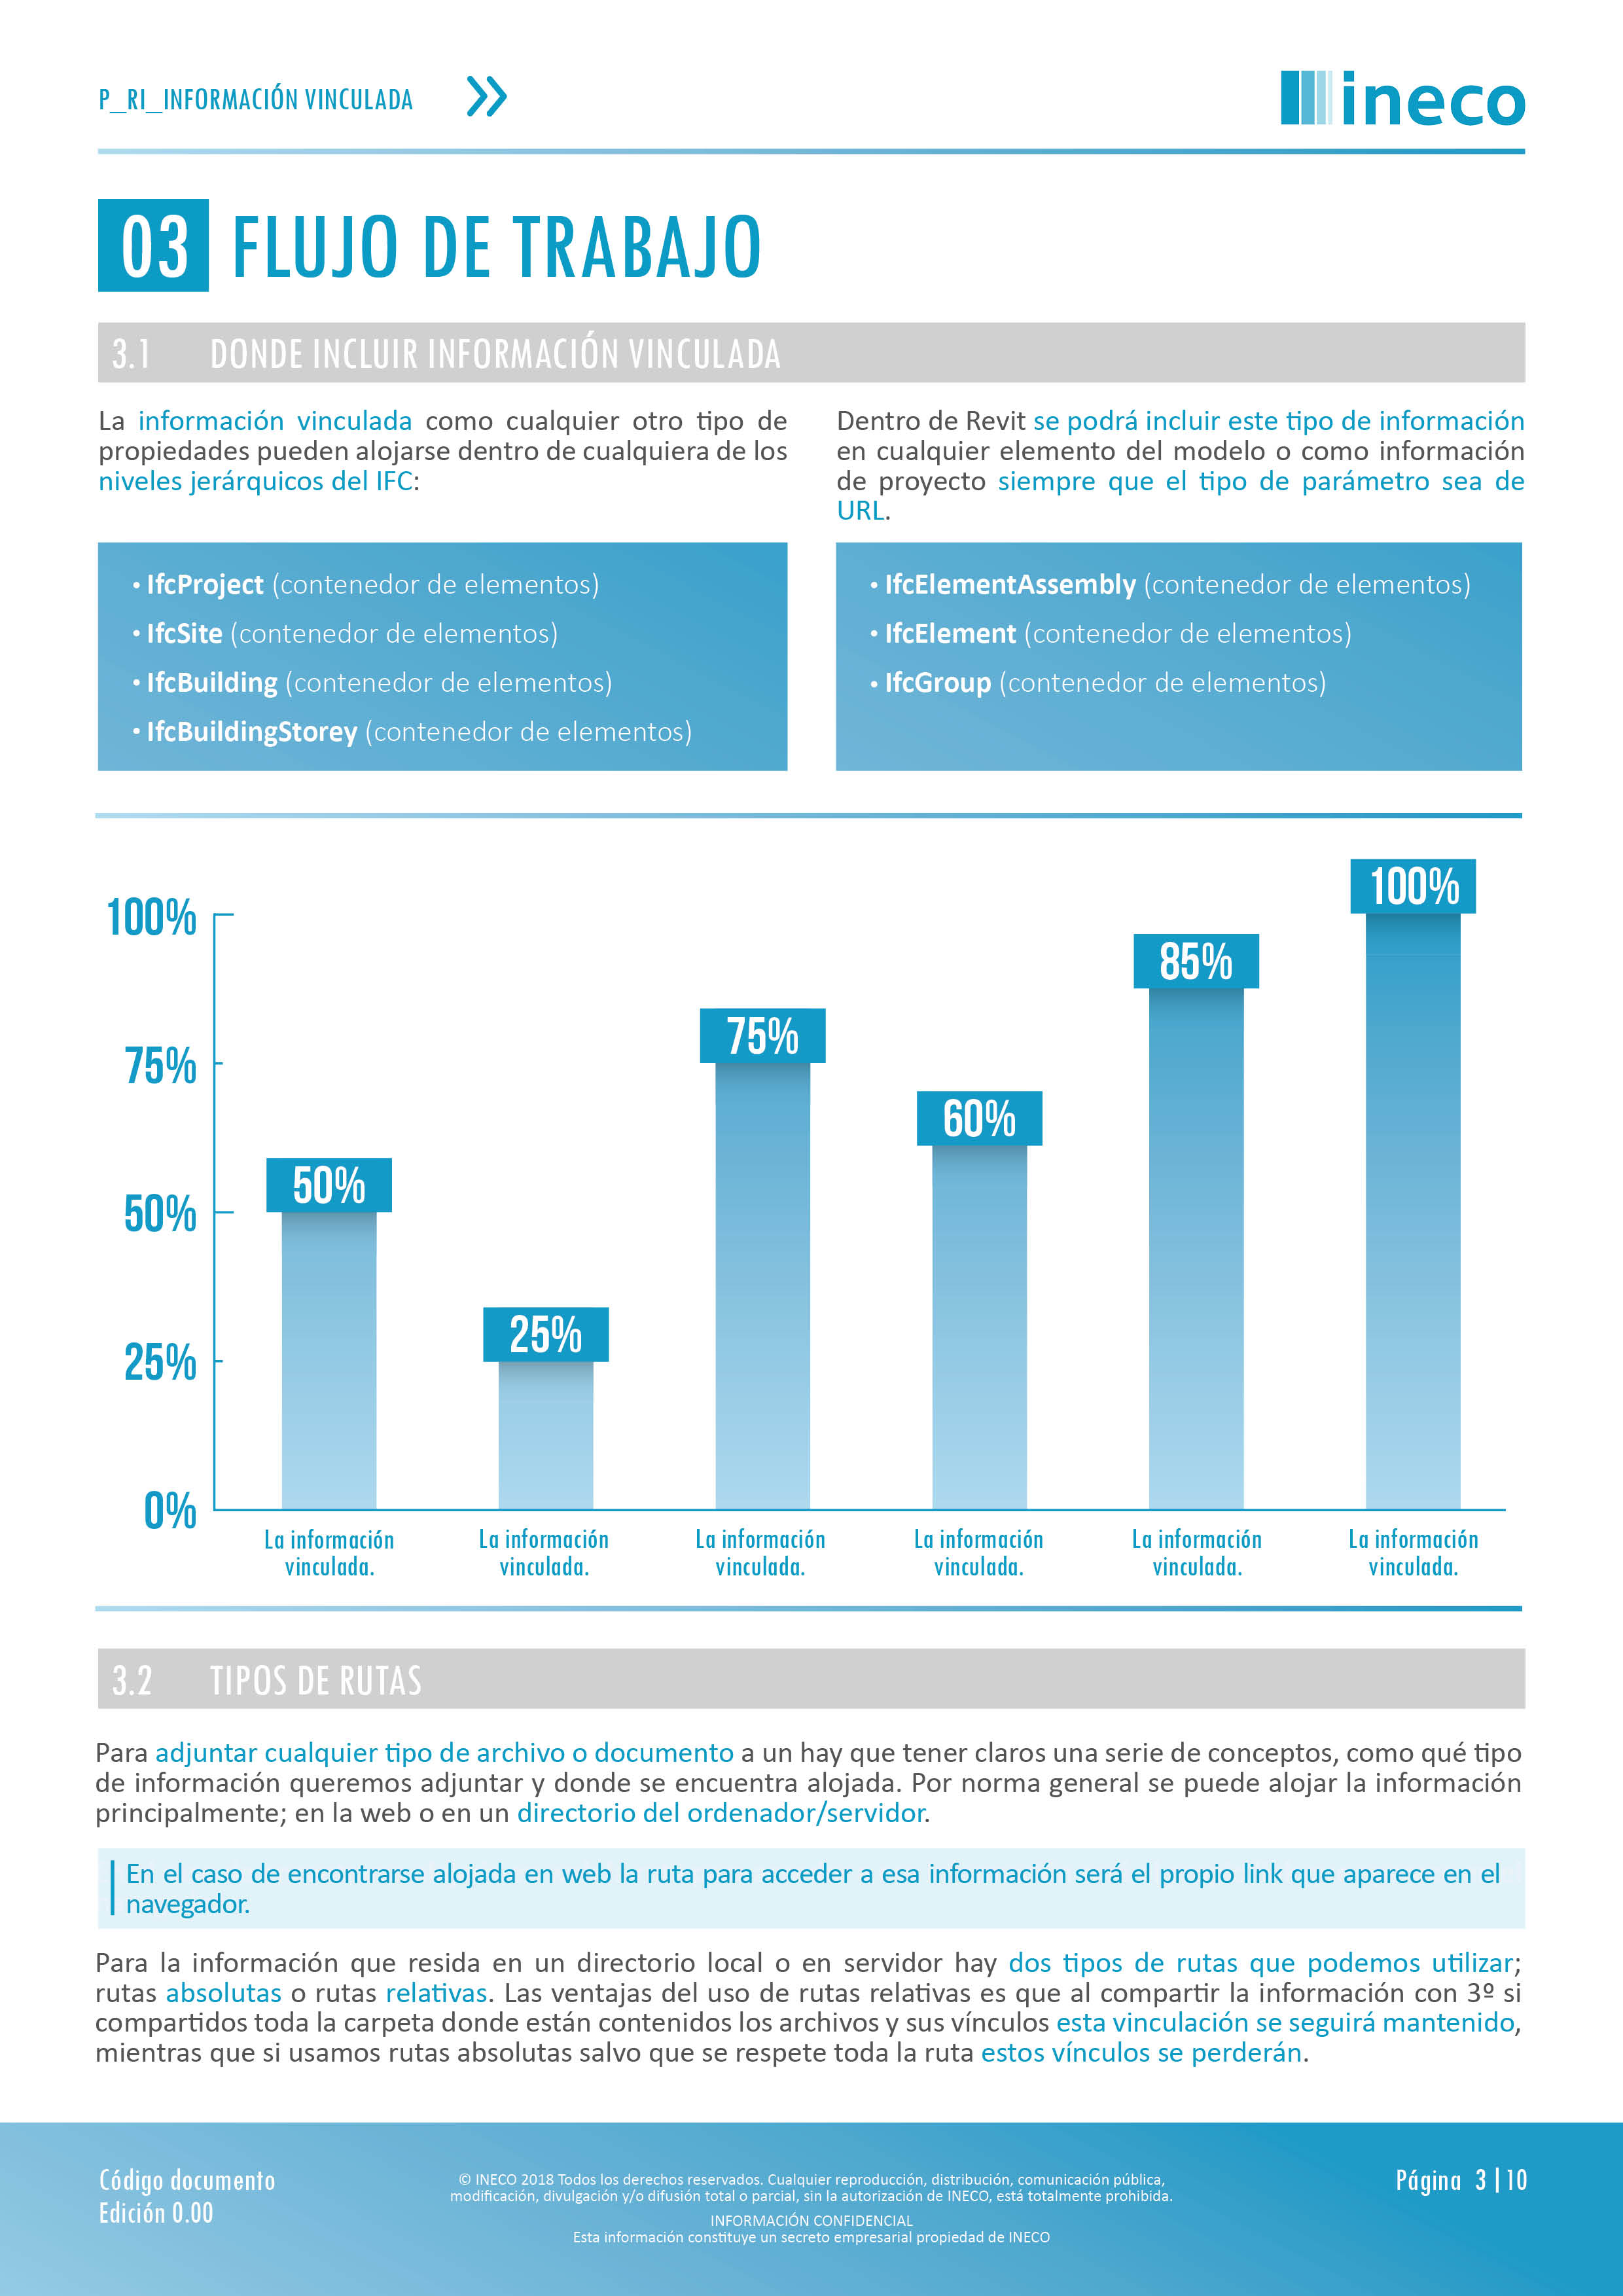 P_RI_INFORMACIÓN VINCULADA
ineco
03 FLUJO DE TRABAJO
3.1 DONDE INCLUIR INFORMACIÓN VINCULADA
La información vinculada como cualquier otro tipo de
propiedades pueden alojarse dentro de cualquiera de los
niveles jerárquicos del IFC:
Dentro de Revit se podrá incluir este tipo de información
en cualquier elemento del modelo o como información
de proyecto siempre que el tipo de parámetro sea de
URL.
• IfcProject (contenedor de elementos)
• IfcSite (contenedor de elementos)
• IfcBuilding (contenedor de elementos)
• IfcBuildingStorey (contenedor de elementos)
• IfcElementAssembly (contenedor de elementos)
• IfcElement (contenedor de elementos)
• IfcGroup (contenedor de elementos)
100%
75%
50%
25%
0%
50%
25%
75%
60%
85%
100%
La información
vinculada.
La información
vinculada.
La información
vinculada.
La información
vinculada.
La información
vinculada.
La información
vinculada.
3.2 TIPOS DE RUTAS
Para adjuntar cualquier tipo de archivo o documento a un hay que tener claros una serie de conceptos, como qué tipo
de información queremos adjuntar y donde se encuentra alojada. Por norma general se puede alojar la información
principalmente; en la web o en un directorio del ordenador/servidor.
En el caso de encontrarse alojada en web la ruta para acceder a esa información será el propio link que aparece en el
navegador.
Para la información que resida en un directorio local o en servidor hay dos tipos de rutas que podemos utilizar;
rutas absolutas o rutas relativas. Las ventajas del uso de rutas relativas es que al compartir la información con 3º si
compartidos toda la carpeta donde están contenidos los archivos y sus vínculos esta vinculación se seguirá mantenido,
mientras que si usamos rutas absolutas salvo que se respete toda la ruta estos vínculos se perderán.
Código documento
Edición 0.00
© INECO 2018 Todos los derechos reservados. Cualquier reproducción, distribución, comunicación pública,
modificación, divulgación y/o difusión total o parcial, sin la autorización de INECO, está totalmente prohibida.
INFORMACIÓN CONFIDENCIAL
Esta información constituye un secreto empresarial propiedad de INECO
Página 3|10